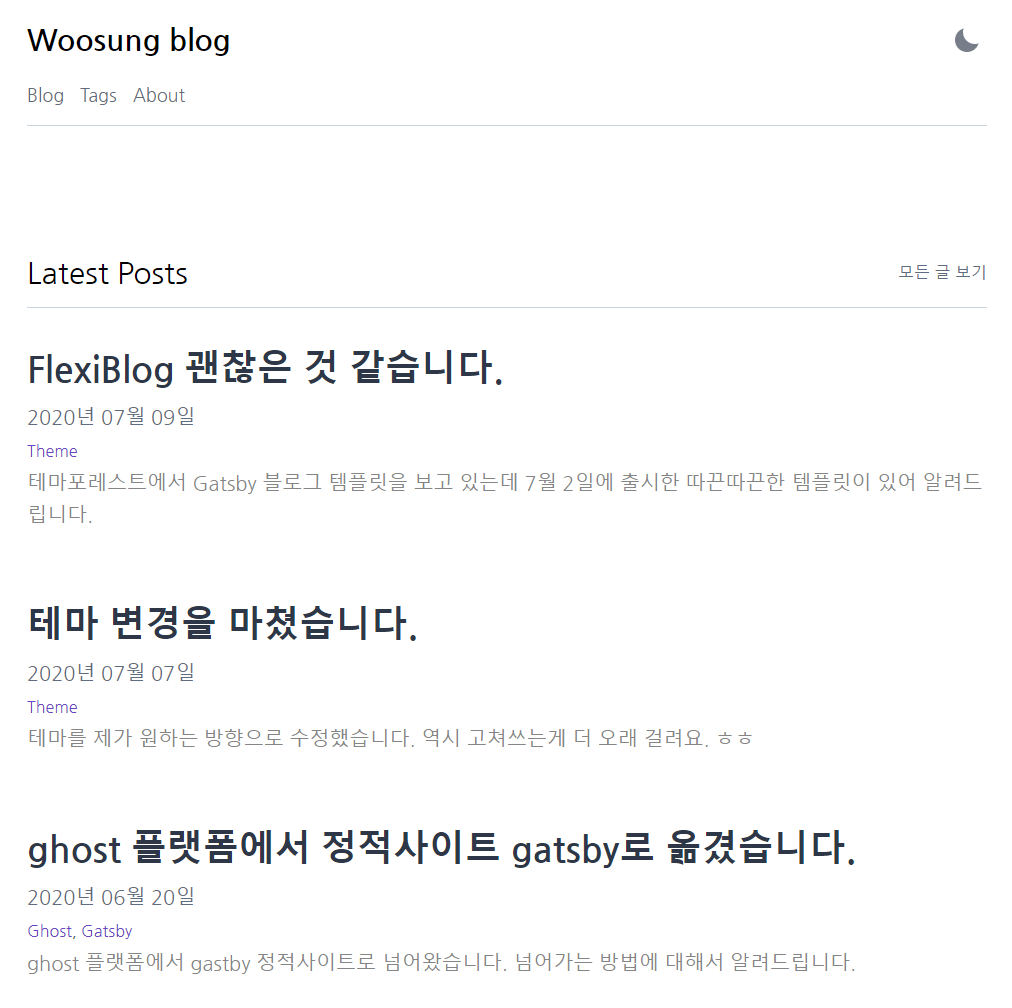 Woosung blog
Blog Tags About
Latest Posts 모든 글 보기
FlexiBlog 괜찮은 것 같습니다.
2020년 07월 09일
Theme
테마포레스트에서 Gatsby 블로그 템플릿을 보고 있는데 7월 2일에 출시한 따끈따끈한 템플릿이 있어 알려드
립니다.
테마 변경을 마쳤습니다.
2020년 07월 07일
Theme
테마를 제가 원하는 방향으로 수정했습니다. 역시 고쳐쓰는게 더 오래 걸려요. ㅎㅎ
ghost 플랫폼에서 정적사이트 gatsby로 옮겼습니다.
2020년 06월 20일
Ghost, Gatsby
ghost 플랫폼에서 gastby 정적사이트로 넘어왔습니다. 넘어가는 방법에 대해서 알려드립니다.